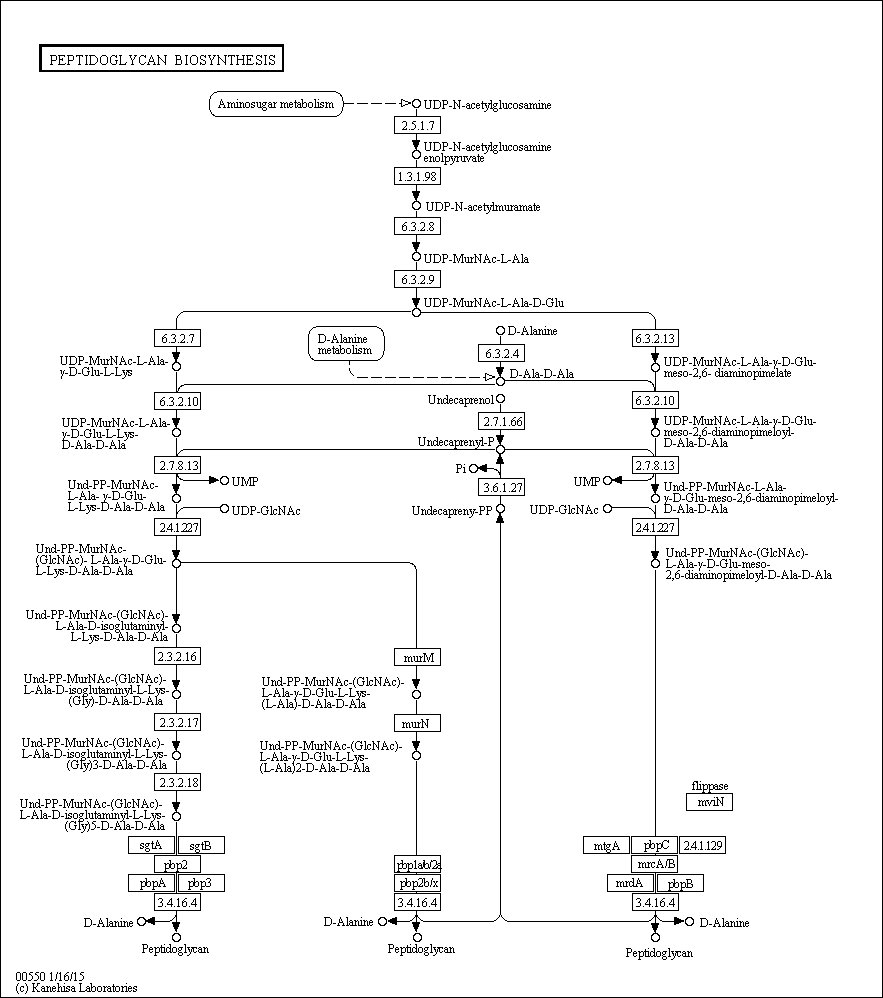 PEPTIDOGLYCAN BIOSYNTHESIS
Aminosugar metabolism
UDP-N-acetylglucosamine
2.5.1.7
UDP-N-acetylglucosamine
enolpyruvate
1.3.1.98
UDP-N-acetylmuramate
6.3.2.8
UDP-MurNAc-L-Ala
6.3.2.9
UDP-MurNAc-L-Ala-D-Glu
6.3.2.7
D-Alanine
metabolism
D-Alanine
6.3.2.13
6.3.2.4
UDP-MurNAc-L-Ala-
γ-D-Glu-L-Lys
D-Ala-D-Ala
UDP-MurNAc-L-Ala-γ-D-Glu-
meso-2,6- diaminopimelate
6.3.2.10
Undecaprenol
6.3.2.10
2.7.1.66
UDP-MurNAc-L-Ala-
γ-D-Glu-L-Lys-
D-Ala-D-Ala
Undecaprenyl-P
UDP-MurNAc-L-Ala-γ-D-Glu-
meso-2,6-diaminopimeloyl-
D-Ala-D-Ala
2.7.8.13
Pi
2.7.8.13
UMP
3.6.1.27
UMP
Und-PP-MurNAc-
L-Ala- γ-D-Glu-
L-Lys-D-Ala-D-Ala
Und-PP-MurNAc-L-Ala-
γ-D-Glu-meso-2,6-diaminopimeloyl-
D-Ala-D-Ala
UDP-GlcNAc
Undecapreny-PP
UDP-GlcNAc
2.4.1.227
2.4.1.227
Und-PP-MurNAc-
(GlcNAc)- L-Ala-γ-D-Glu-
L-Lys-D-Ala-D-Ala
Und-PP-MurNAc-(GlcNAc)-
L-Ala-γ-D-Glu-meso-
2,6-diaminopimeloyl-D-Ala-D-Ala
Und-PP-MurNAc-(GlcNAc)-
L-Ala-D-isoglutaminyl-
L-Lys-D-Ala-D-Ala
2.3.2.16
murM
Und-PP-MurNAc-(GlcNAc)-
L-Ala-D-isoglutaminyl-L-Lys-
(Gly)-D-Ala-D-Ala
Und-PP-MurNAc-(GlcNAc)-
L-Ala-γ-D-Glu-L-Lys-
(L-Ala)-D-Ala-D-Ala
2.3.2.17
murN
Und-PP-MurNAc-(GlcNAc)-
L-Ala-D-isoglutaminyl-L-Lys-
(Gly)3-D-Ala-D-Ala
Und-PP-MurNAc-(GlcNAc)-
L-Ala-γ-D-Glu-L-Lys-
(L-Ala)2-D-Ala-D-Ala
2.3.2.18
flippase
mviN
Und-PP-MurNAc-(GlcNAc)-
L-Ala-D-isoglutaminyl-L-Lys-
(Gly)5-D-Ala-D-Ala
sgtA sgtB
mtgA pbpC 2.4.1.129
pbp2
pbp1ab/2a
mrcA/B
pbpA pbp3
pbp2b/x
mrdA pbpB
3.4.16.4
3.4.16.4
3.4.16.4
D-Alanine
D-Alanine
D-Alanine
Peptidoglycan
Peptidoglycan
Peptidoglycan
00550 1/16/15
(c) Kanehisa Laboratories